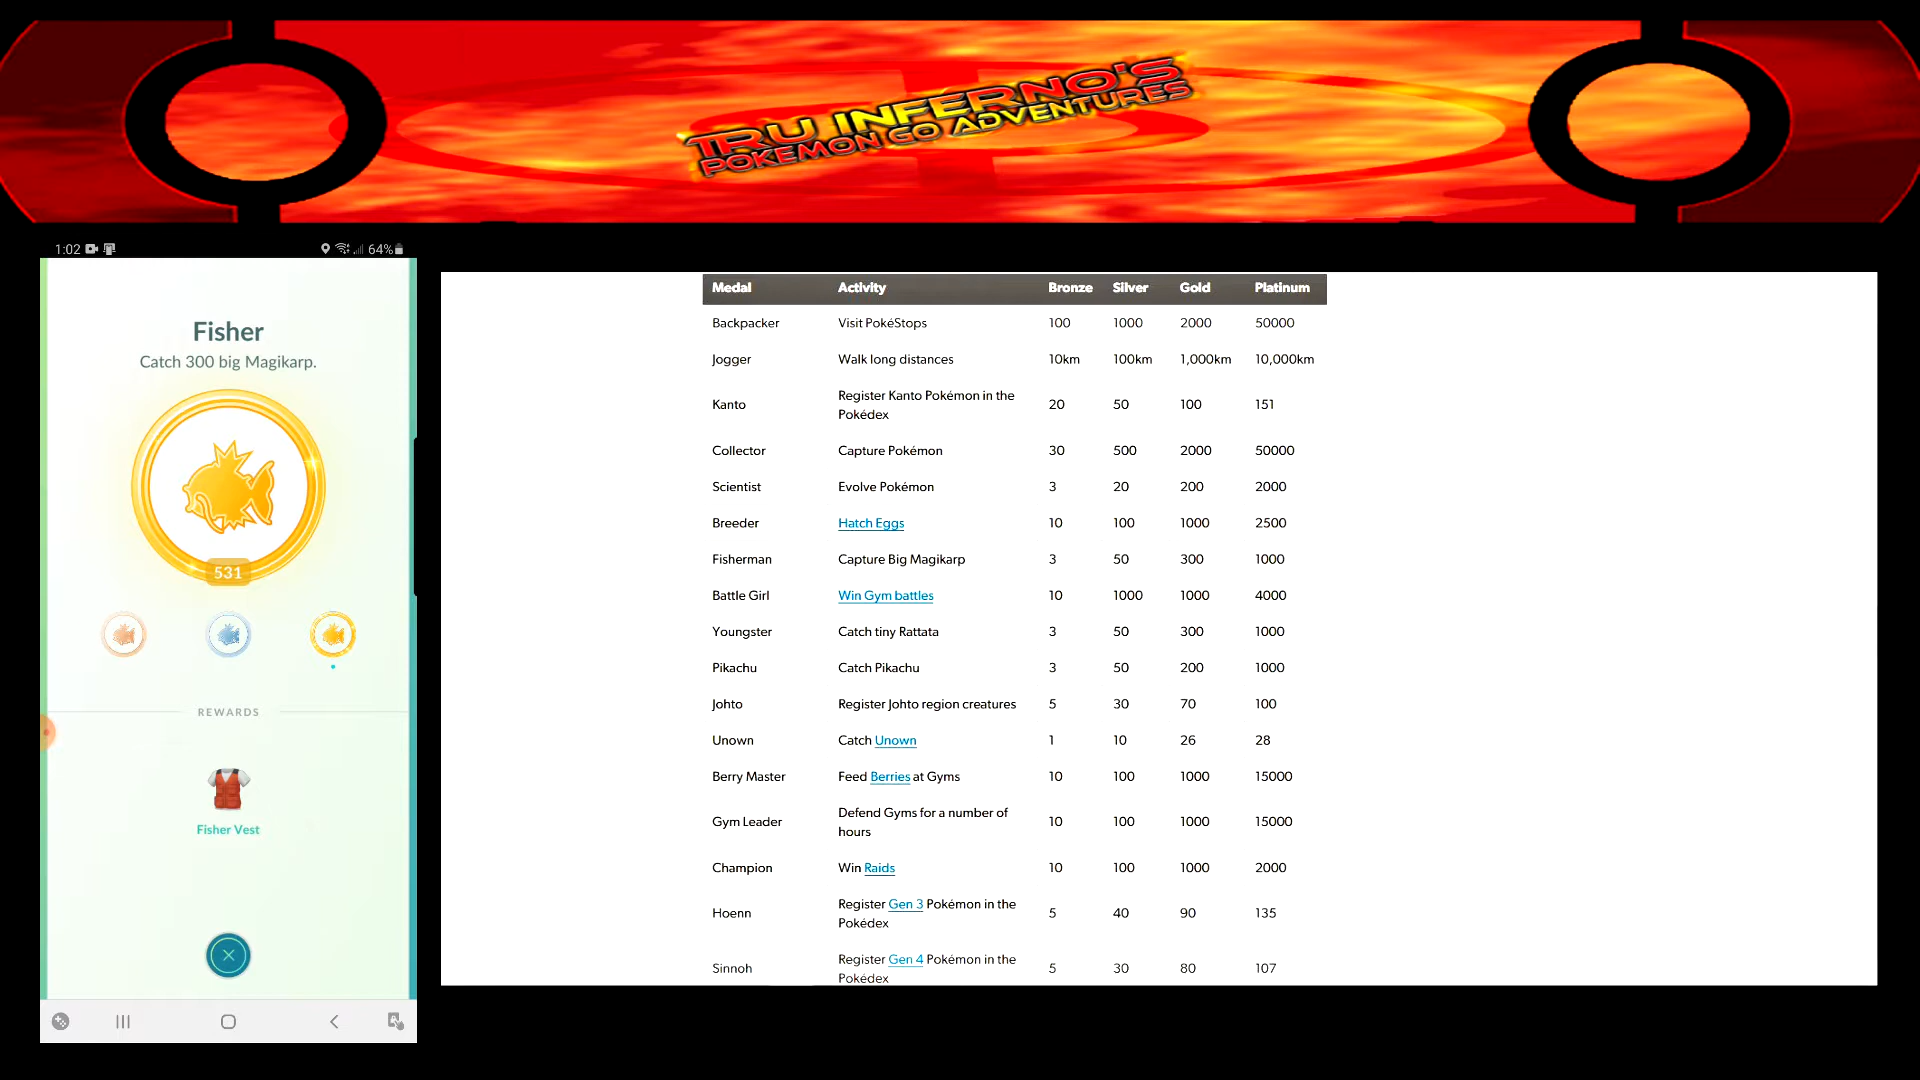 TRU INFERNO'S
POKEMON GO ADVENTURES
1:02
64%
Fisher
Catch 300 big Magikarp.
531
REWARDS
Fisher Vest
Medal Activity Bronze Silver Gold Platinum
Backpacker Visit PokéStops 100 1000 2000 50000
Jogger Walk long distances 10km 100km 1,000km 10,000km
Kanto Register Kanto Pokémon in the Pokédex 20 50 100 151
Collector Capture Pokémon 30 500 2000 50000
Scientist Evolve Pokémon 3 20 200 2000
Breeder Hatch Eggs 10 100 1000 2500
Fisherman Capture Big Magikarp 3 50 300 1000
Battle Girl Win Gym battles 10 1000 1000 4000
Youngster Catch tiny Rattata 3 50 300 1000
Pikachu Catch Pikachu 3 50 200 1000
Johto Register Johto region creatures 5 30 70 100
Unown Catch Unown 1 10 26 28
Berry Master Feed Berries at Gyms 10 100 1000 15000
Gym Leader Defend Gyms for a number of hours 10 100 1000 15000
Champion Win Raids 10 100 1000 2000
Hoenn Register Gen 3 Pokémon in the Pokédex 5 40 90 135
Sinnoh Register Gen 4 Pokémon in the Pokédex 5 30 80 107